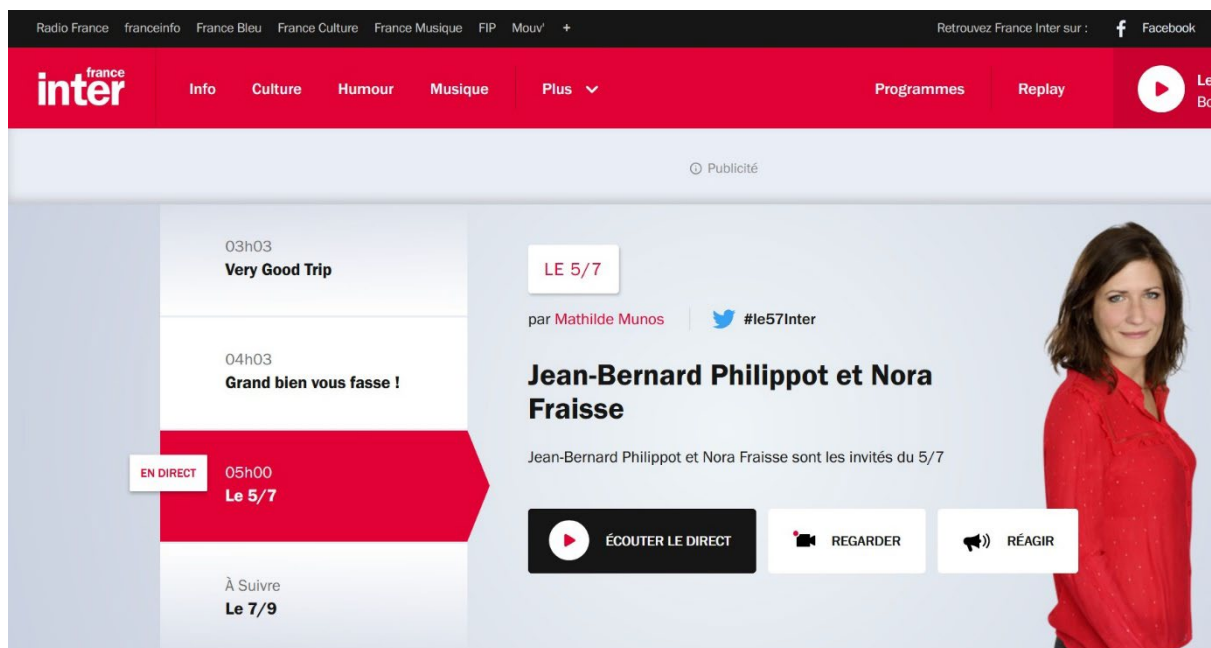 Radio France franceinfo France Bleu France Culture France Musique FIP Mouv' + Retrouvez France Inter sur : Facebook
france
inter
Info Culture Humour Musique Plus Programmes Replay
Le
Publicité
03h03
Very Good Trip
04h03
Grand bien vous fasse !
EN DIRECT
05h00
Le 5/7
À Suivre
Le 7/9
LE 5/7
par Mathilde Munos #le57Inter
Jean-Bernard Philippot et Nora
Fraisse
Jean-Bernard Philippot et Nora Fraisse sont les invités du 5/7
ÉCOUTER LE DIRECT REGARDER RÉAGIR